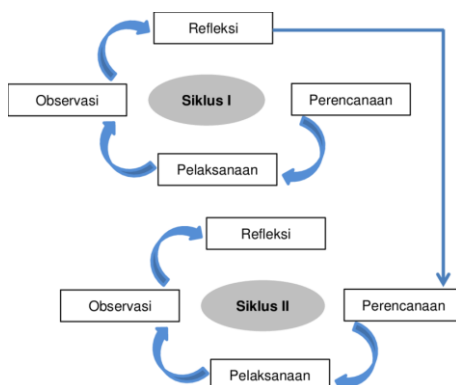 Refleksi
Observasi
Siklus I
Perencanaan
Pelaksanaan
Refleksi
Observasi
Siklus II
Perencanaan
Pelaksanaan